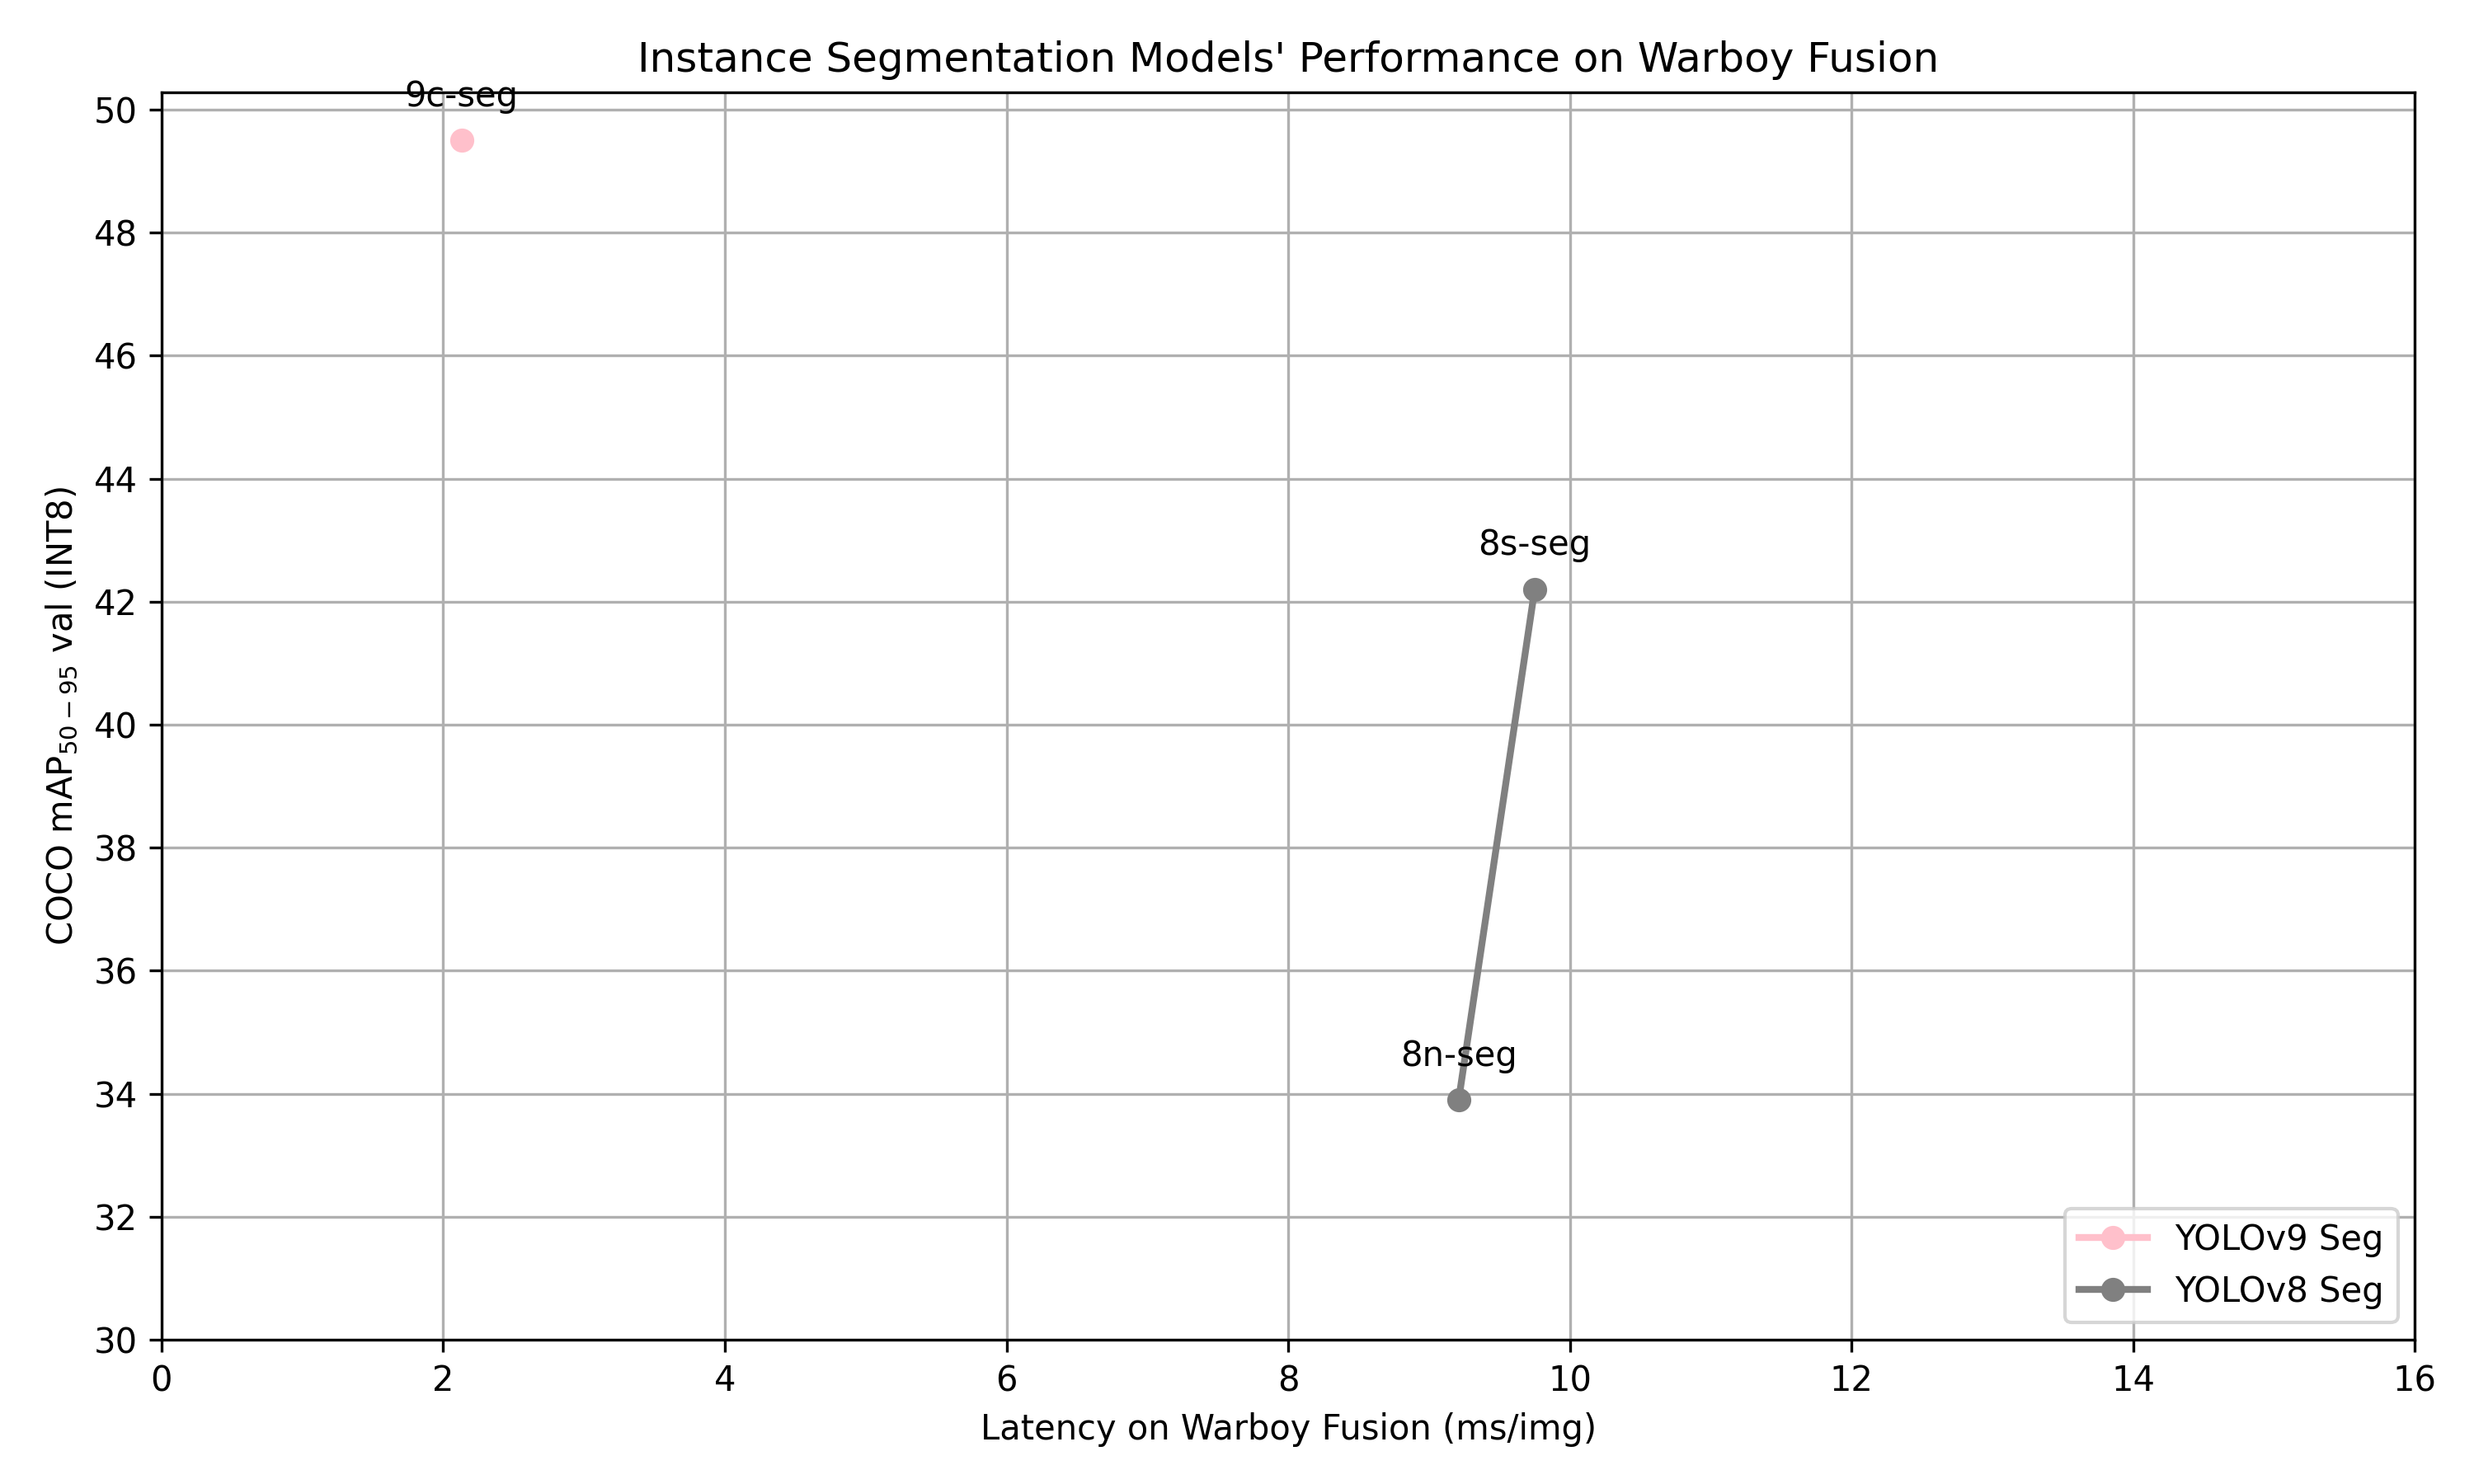 Instance Segmentation Models' Performance on Warboy Fusion
9c-seg
50
48
46
44
8s-seg
42
40
38
36
8n-seg
34
32
30
COCO mAP50−95 val (INT8)
YOLOv9 Seg
YOLOv8 Seg
0 2 4 6 8 10 12 14 16
Latency on Warboy Fusion (ms/img)